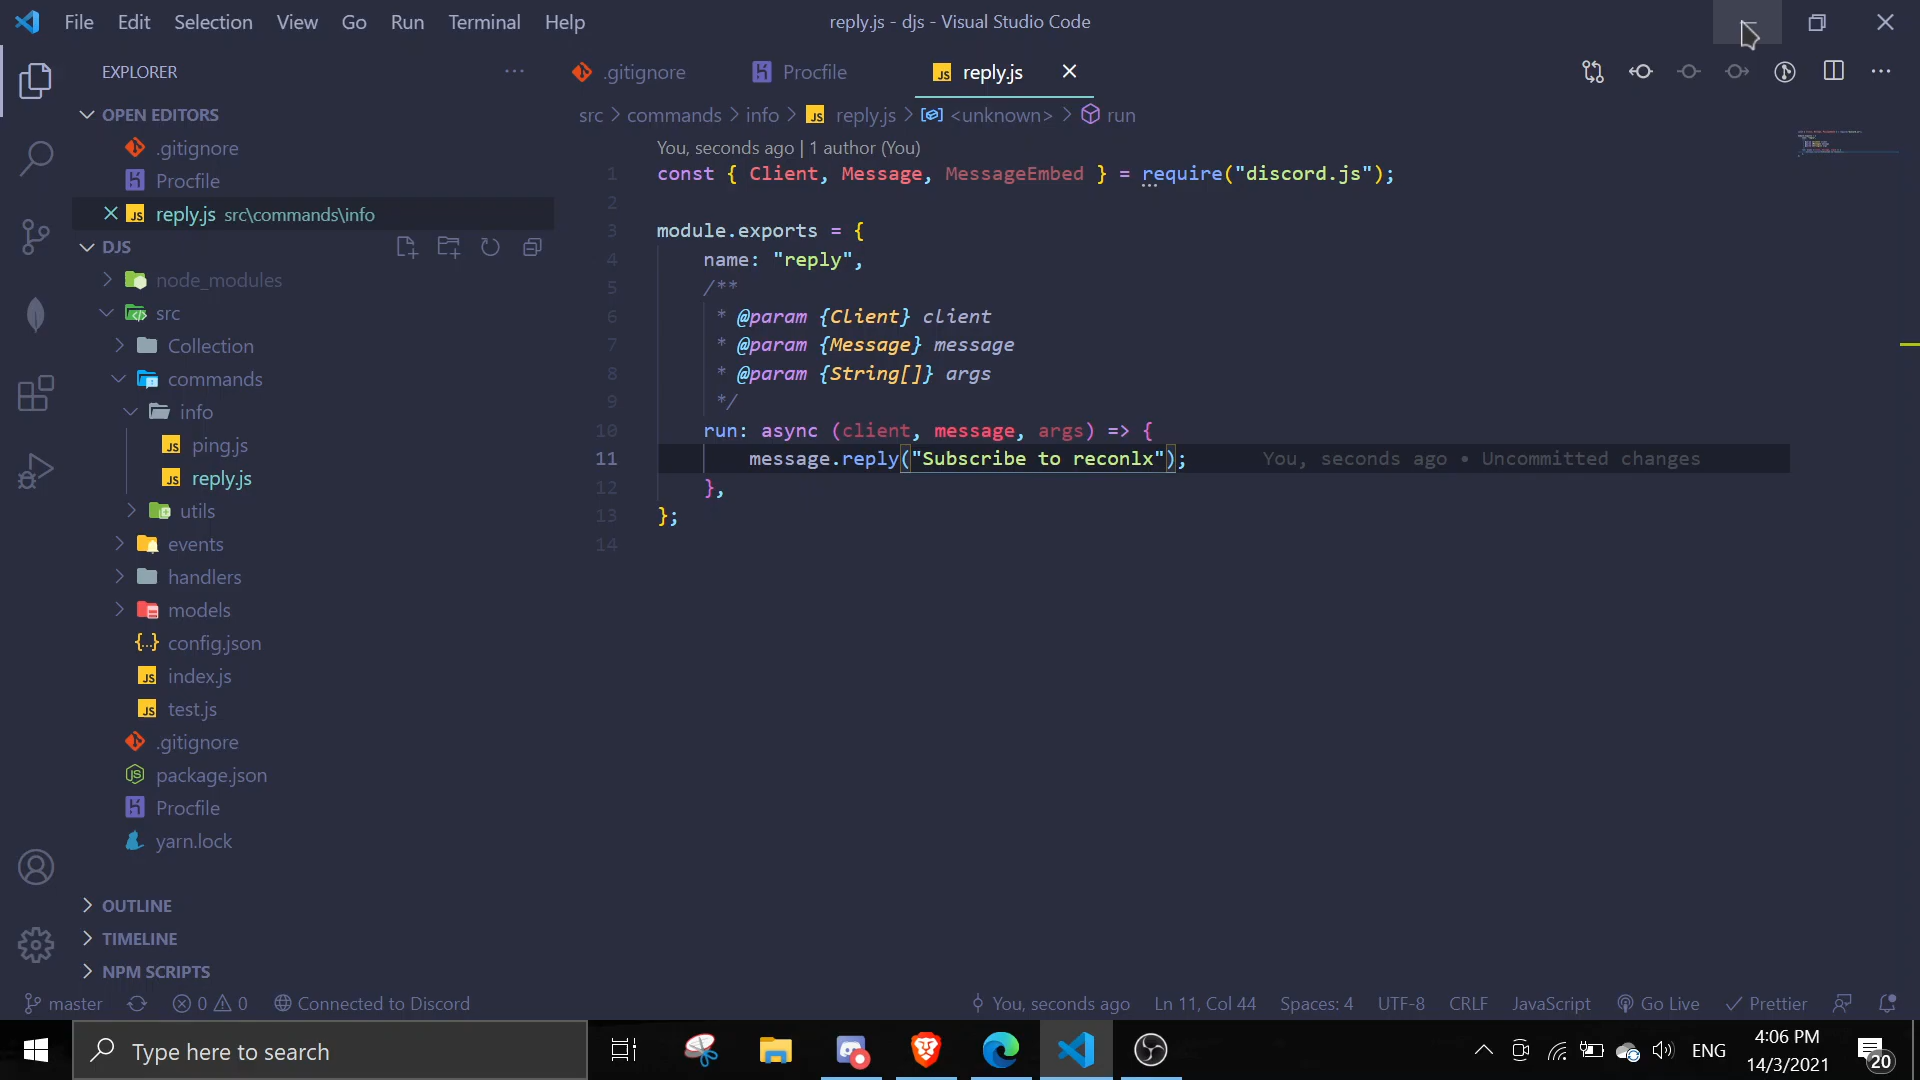 File Edit Selection View Go Run Terminal Help
reply.js - djs - Visual Studio Code
EXPLORER
OPEN EDITORS
.gitignore
Procfile
reply.js src\commands\info
DJS
node_modules
src
Collection
commands
info
ping.js
reply.js
utils
events
handlers
models
config.json
index.js
test.js
.gitignore
package.json
Procfile
yarn.lock
OUTLINE
TIMELINE
NPM SCRIPTS
.gitignore Procfile reply.js
src > commands > info > reply.js > <unknown> > run
You, seconds ago | 1 author (You)
1 const { Client, Message, MessageEmbed } = require("discord.js");
2
3 module.exports = {
4 name: "reply",
5 /**
6 * @param {Client} client
7 * @param {Message} message
8 * @param {String[]} args
9 */
10 run: async (client, message, args) => {
11 message.reply("Subscribe to reconlx"); You, seconds ago • Uncommitted changes
12 },
13 };
14
master 0 0 Connected to Discord You, seconds ago Ln 11, Col 44 Spaces: 4 UTF-8 CRLF JavaScript Go Live Prettier
Type here to search
ENG
4:06 PM
14/3/2021
20